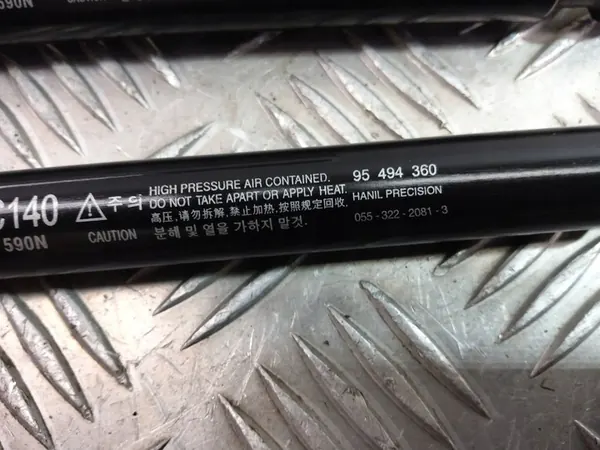 590N
C140
590N
주의
CAUTION
HIGH PRESSURE AIR CONTAINED.
DO NOT TAKE APART OR APPLY HEAT.
高压,请勿拆解,禁止加热,按照规定回收.
분해 및 열을 가하지 말것.
95 494 360
HANIL PRECISION
055-322-2081-3